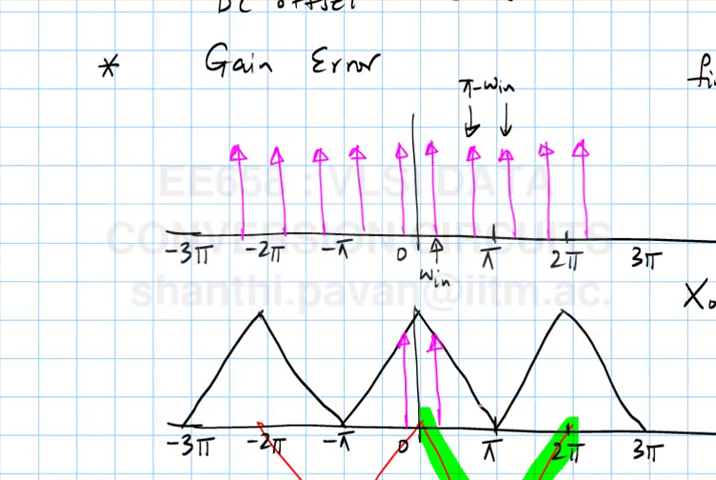 DC offset
* Gain Error
π-win
EE658 : VLSI DATA
CONVERSION CIRCUITS
shanthi.pavan@iitm.ac.
-3π -2π -π 0 π 2π 3π
win
-3π -2π -π 0 π 2π 3π